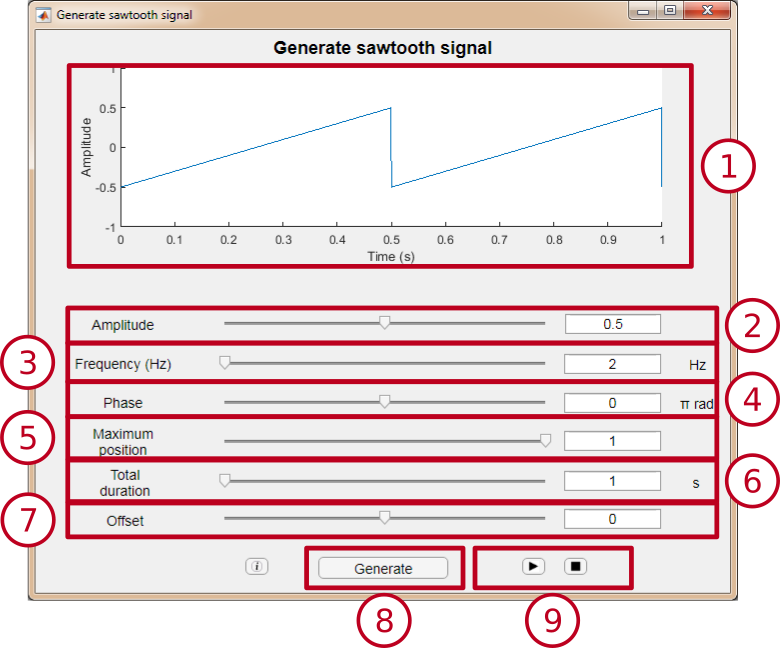 Generate sawtooth signal
Generate sawtooth signal
1
0.5
0
-0.5
-1
Amplitude
0 0.1 0.2 0.3 0.4 0.5 0.6 0.7 0.8 0.9 1
Time (s)
1
Amplitude 0.5
2
3
Frequency (Hz) 2 Hz
Phase 0 π rad
4
5
Maximum
position 1
Total
duration 1 s
6
7
Offset 0
i Generate
8 9